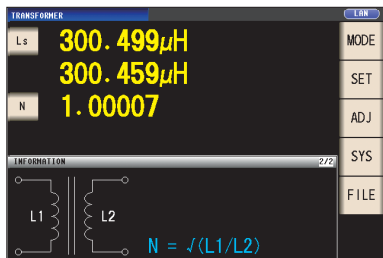 TRANSFORMER
LAN
Ls
300.499μH
300.459μH
N
1.00007
MODE
SET
ADJ
SYS
FILE
INFORMATION
2/2
L1
L2
N = √(L1/L2)